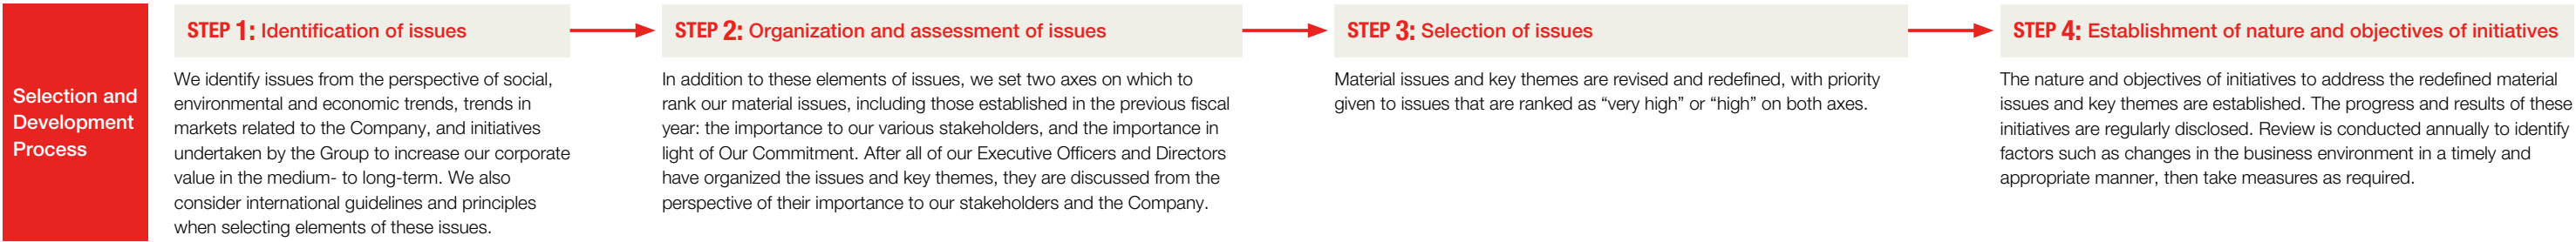 Selection and
Development
Process
STEP 1: Identification of issues
We identify issues from the perspective of social,
environmental and economic trends, trends in
markets related to the Company, and initiatives
undertaken by the Group to increase our corporate
value in the medium- to long-term. We also
consider international guidelines and principles
when selecting elements of these issues.
STEP 2: Organization and assessment of issues
In addition to these elements of issues, we set two axes on which to
rank our material issues, including those established in the previous fiscal
year: the importance to our various stakeholders, and the importance in
light of Our Commitment. After all of our Executive Officers and Directors
have organized the issues and key themes, they are discussed from the
perspective of their importance to our stakeholders and the Company.
STEP 3: Selection of issues
Material issues and key themes are revised and redefined, with priority
given to issues that are ranked as “very high” or “high” on both axes.
STEP 4: Establishment of nature and objectives of initiatives
The nature and objectives of initiatives to address the redefined material
issues and key themes are established. The progress and results of these
initiatives are regularly disclosed. Review is conducted annually to identify
factors such as changes in the business environment in a timely and
appropriate manner, then take measures as required.